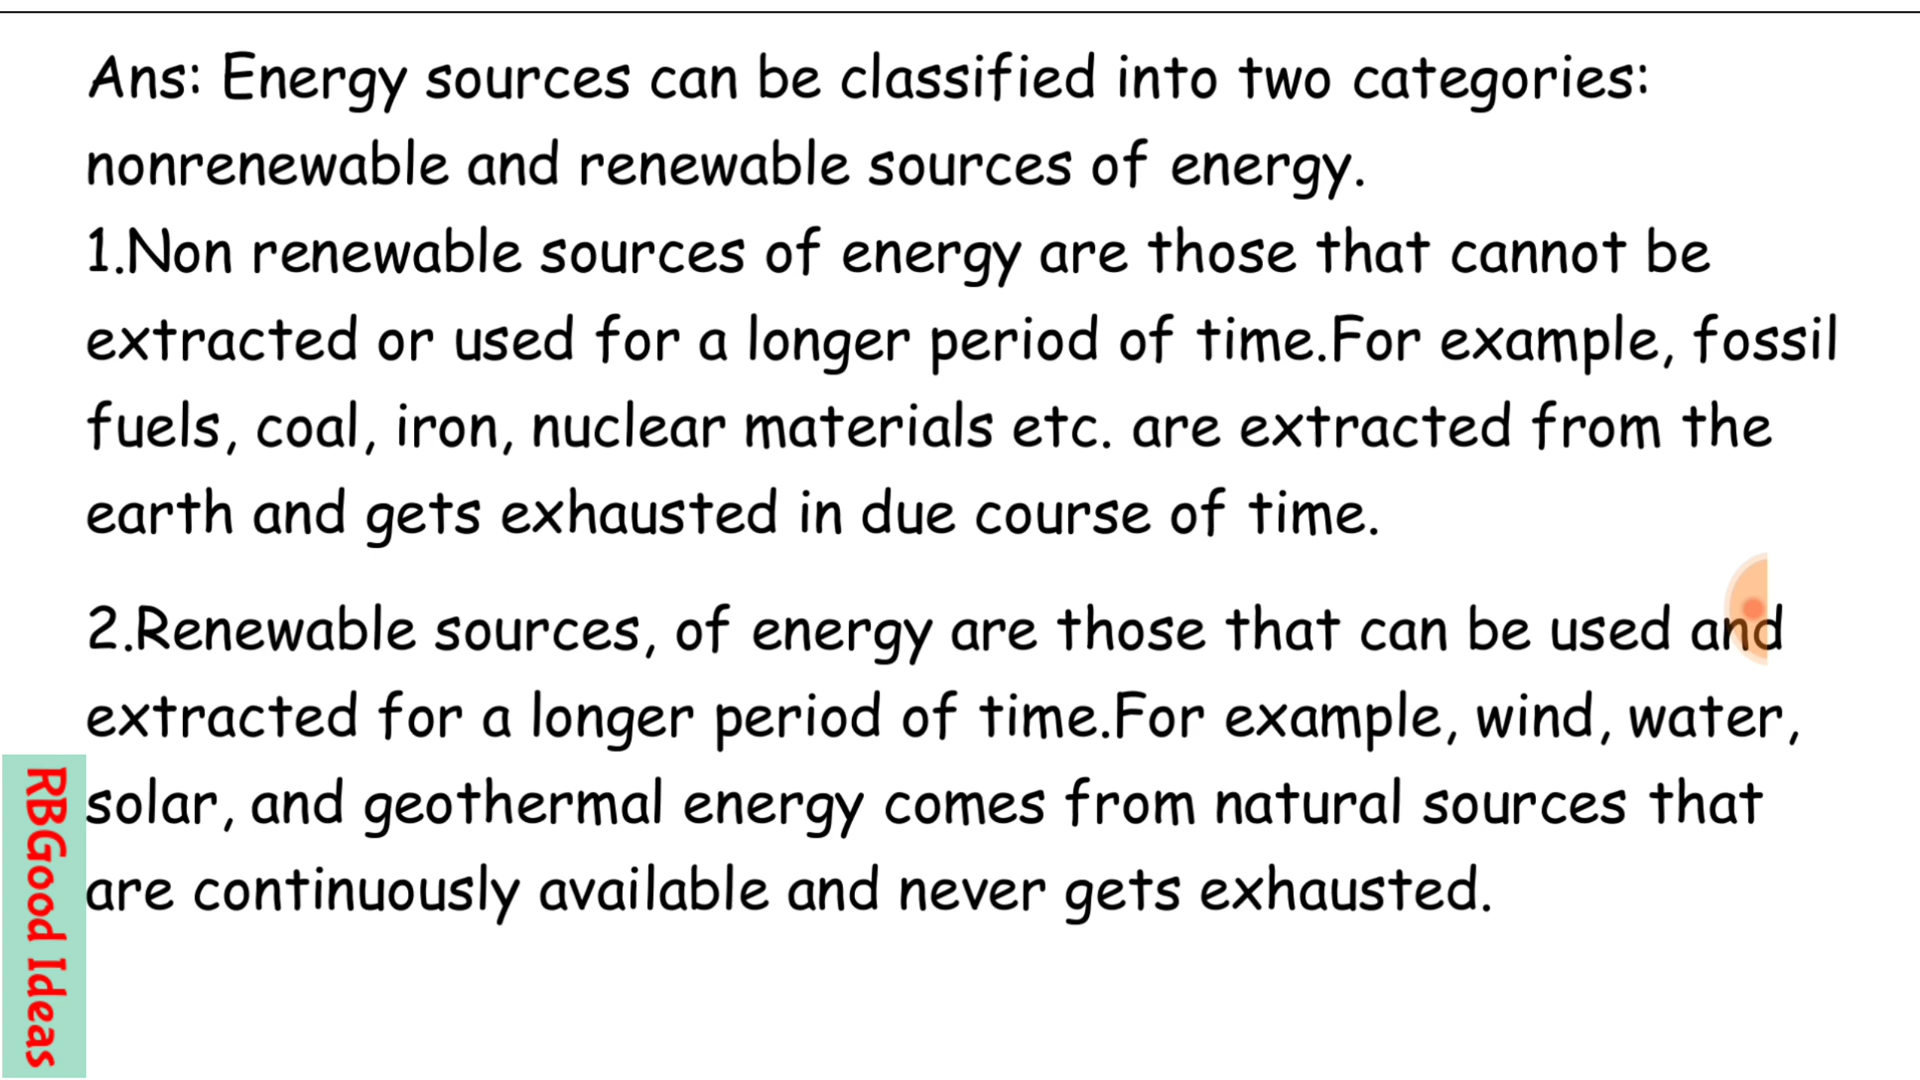 Ans: Energy sources can be classified into two categories:
nonrenewable and renewable sources of energy.
1.Non renewable sources of energy are those that cannot be
extracted or used for a longer period of time.For example, fossil
fuels, coal, iron, nuclear materials etc. are extracted from the
earth and gets exhausted in due course of time.
2.Renewable sources, of energy are those that can be used and
extracted for a longer period of time.For example, wind, water,
solar, and geothermal energy comes from natural sources that
are continuously available and never gets exhausted.
RBGood Ideas